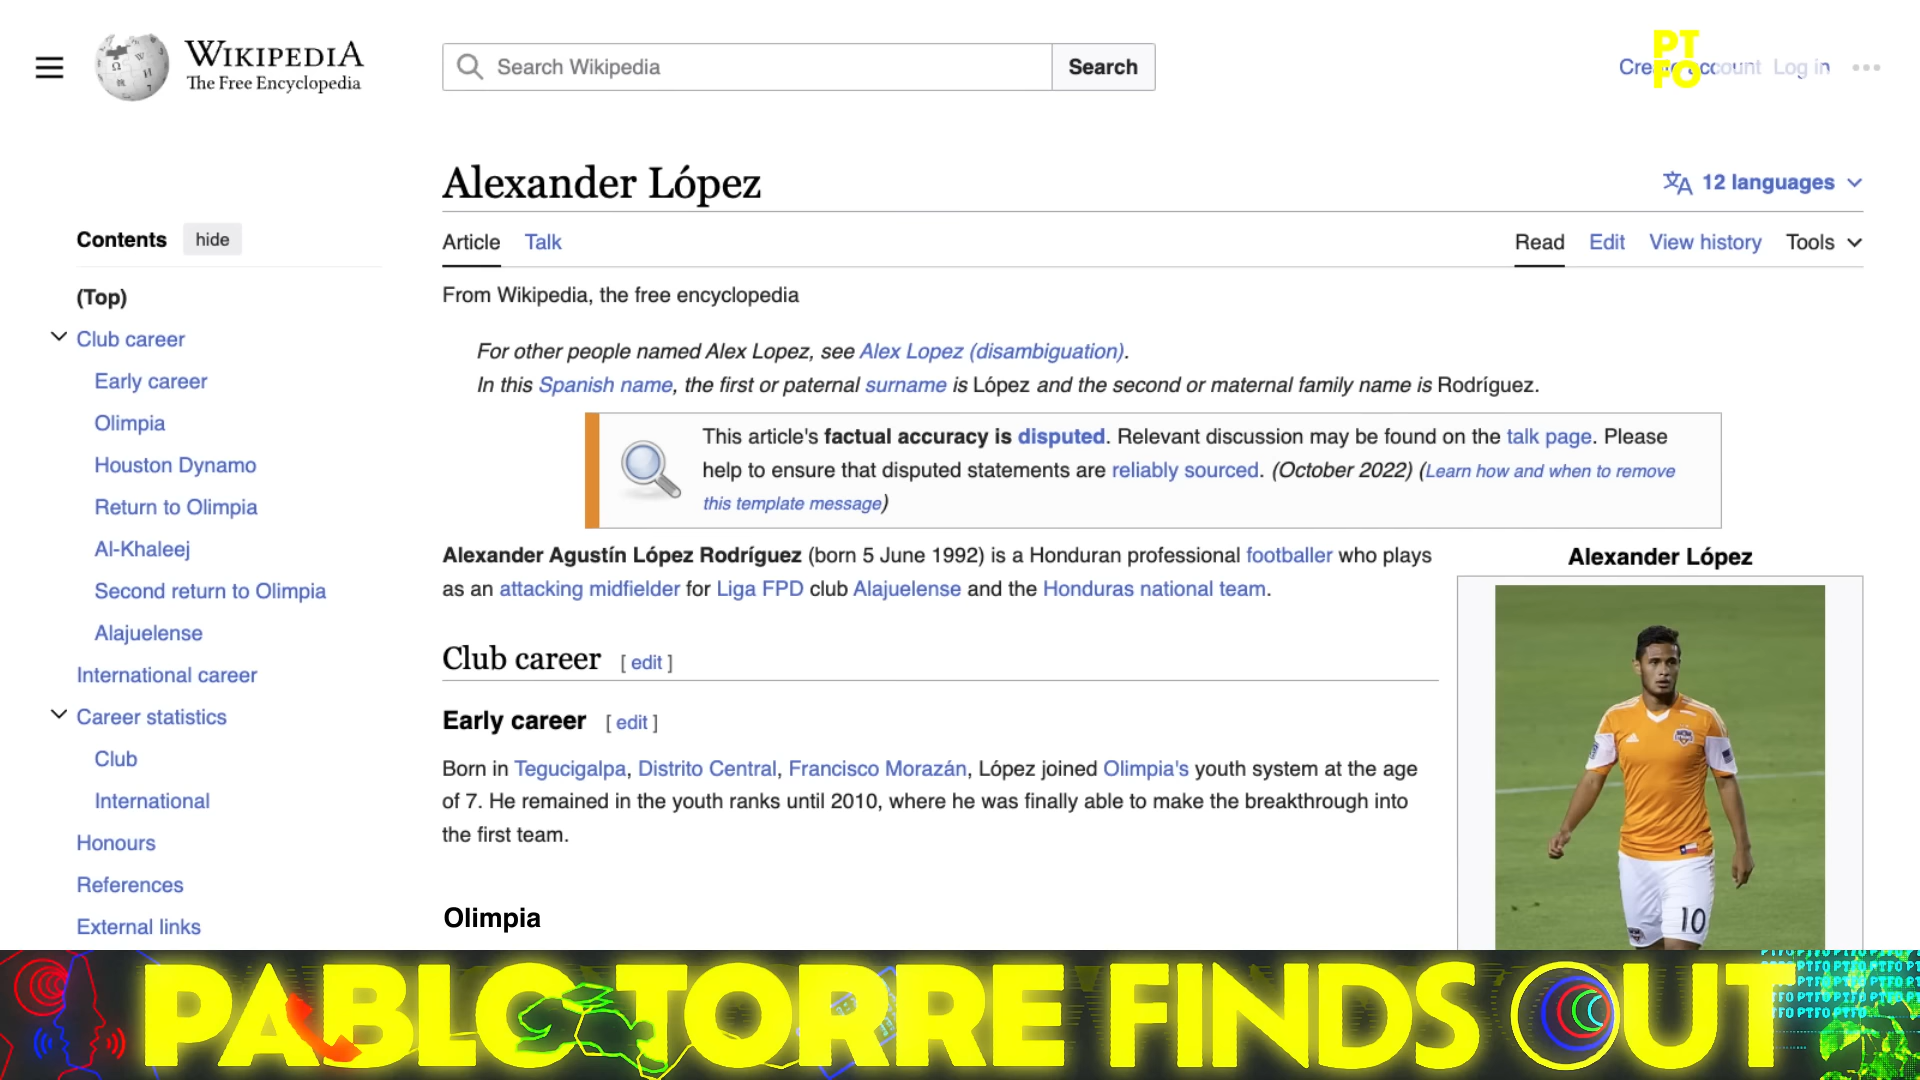 WIKIPEDIA
The Free Encyclopedia
Search Wikipedia
Search
PT
FO
Create account Log in
Alexander López
12 languages
Contents hide
Article Talk
Read Edit View history Tools
(Top)
From Wikipedia, the free encyclopedia
Club career
Early career
Olimpia
Houston Dynamo
Return to Olimpia
Al-Khaleej
Second return to Olimpia
Alajuelense
International career
Career statistics
Club
International
Honours
References
External links
For other people named Alex Lopez, see Alex Lopez (disambiguation).
In this Spanish name, the first or paternal surname is López and the second or maternal family name is Rodríguez.
This article's factual accuracy is disputed. Relevant discussion may be found on the talk page. Please
help to ensure that disputed statements are reliably sourced. (October 2022) (Learn how and when to remove
this template message)
Alexander Agustín López Rodríguez (born 5 June 1992) is a Honduran professional footballer who plays
as an attacking midfielder for Liga FPD club Alajuelense and the Honduras national team.
Alexander López
Club career [ edit ]
Early career [ edit ]
Born in Tegucigalpa, Distrito Central, Francisco Morazán, López joined Olimpia's youth system at the age
of 7. He remained in the youth ranks until 2010, where he was finally able to make the breakthrough into
the first team.
10
Olimpia
PABLO TORRE FINDS OUT